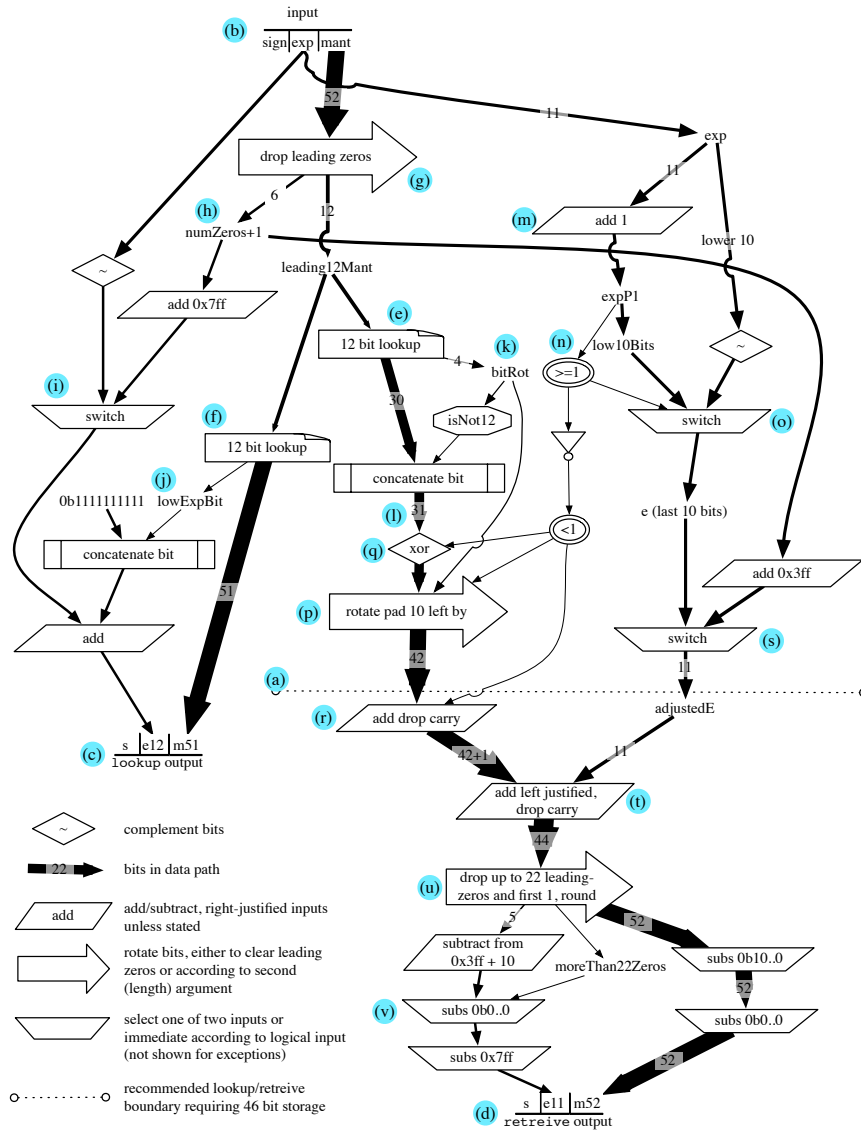 input
(b)
sign exp mant
52
11
exp
drop leading zeros
(g)
11
6
12
(h)
(m)
add 1
numZeros+1
lower 10
~
leading12Mant
add 0x7ff
expP1
(e)
12 bit lookup
4
(k)
bitRot
(n)
low10Bits
~
>=1
(i)
switch
30
isNot12
switch
(o)
(f)
12 bit lookup
(j)
0b1111111111
lowExpBit
concatenate bit
(l)
31
e (last 10 bits)
concatenate bit
(q)
xor
<1
add 0x3ff
51
(p)
rotate pad 10 left by
add
switch
(s)
42
11
(a)
adjustedE
(r)
add drop carry
s e12 m51
(c)
lookup output
42+1
11
add left justified,
drop carry
(t)
~
complement bits
44
22
bits in data path
(u)
drop up to 22 leading-
zeros and first 1, round
add
add/subtract, right-justified inputs
unless stated
5
52
subtract from
0x3ff + 10
subs 0b10..0
moreThan22Zeros
rotate bits, either to clear leading
zeros or according to second
(length) argument
52
(v)
subs 0b0..0
subs 0b0..0
select one of two inputs or
immediate according to logical input
(not shown for exceptions)
subs 0x7ff
52
recommended lookup/retreive
boundary requiring 46 bit storage
(d)
s e11 m52
retreive output